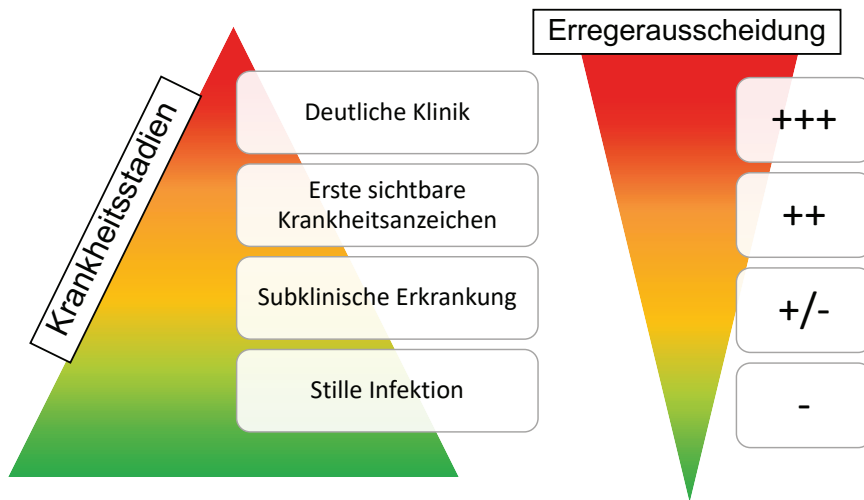 Erregerausscheidung
Krankheitsstadien
Deutliche Klinik
+++
Erste sichtbare
Krankheitsanzeichen
++
Subklinische Erkrankung
+/-
Stille Infektion
-